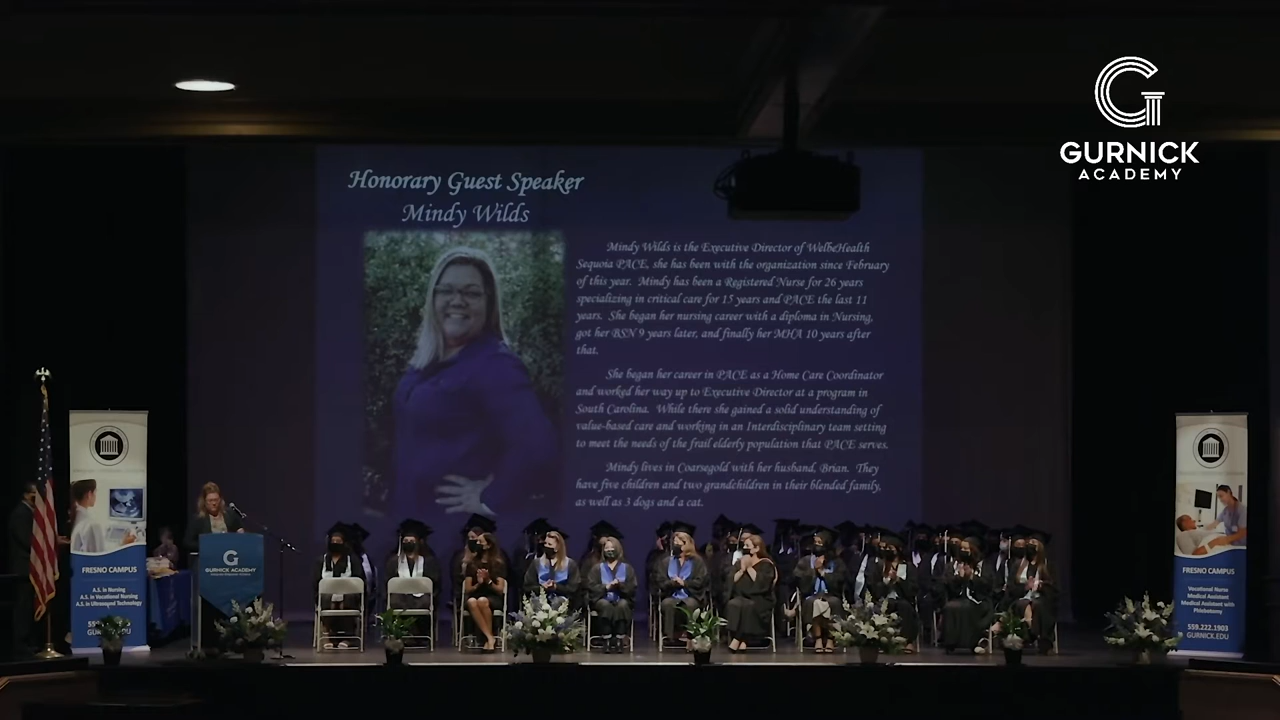 GURNICK
ACADEMY
Honorary Guest Speaker
Mindy Wilds
Mindy Wilds is the Executive Director of WelbeHealth
Sequoia PACE, she has been with the organization since February
of this year. Mindy has been a Registered Nurse for 26 years
specializing in critical care for 15 years and PACE the last 11
years. She began her nursing career with a diploma in Nursing,
got her BSN 9 years later, and finally her MHA 10 years after
that.
She began her career in PACE as a Home Care Coordinator
and worked her way up to Executive Director at a program in
South Carolina. While there she gained a solid understanding of
value-based care and working in an Interdisciplinary team setting
to meet the needs of the frail elderly population that PACE serves.
Mindy lives in Coarsegold with her husband, Brian. They
have five children and two grandchildren in their blended family,
as well as 3 dogs and a cat.
FRESNO CAMPUS
A.S. in Nursing
A.S. in Vocational Nursing
A.S. in Ultrasound Technology
GURNICK ACADEMY
FRESNO CAMPUS
Vocational Nurse
Medical Assistant
Medical Assistant with
Phlebotomy
559.222.1903
GURNICK.EDU